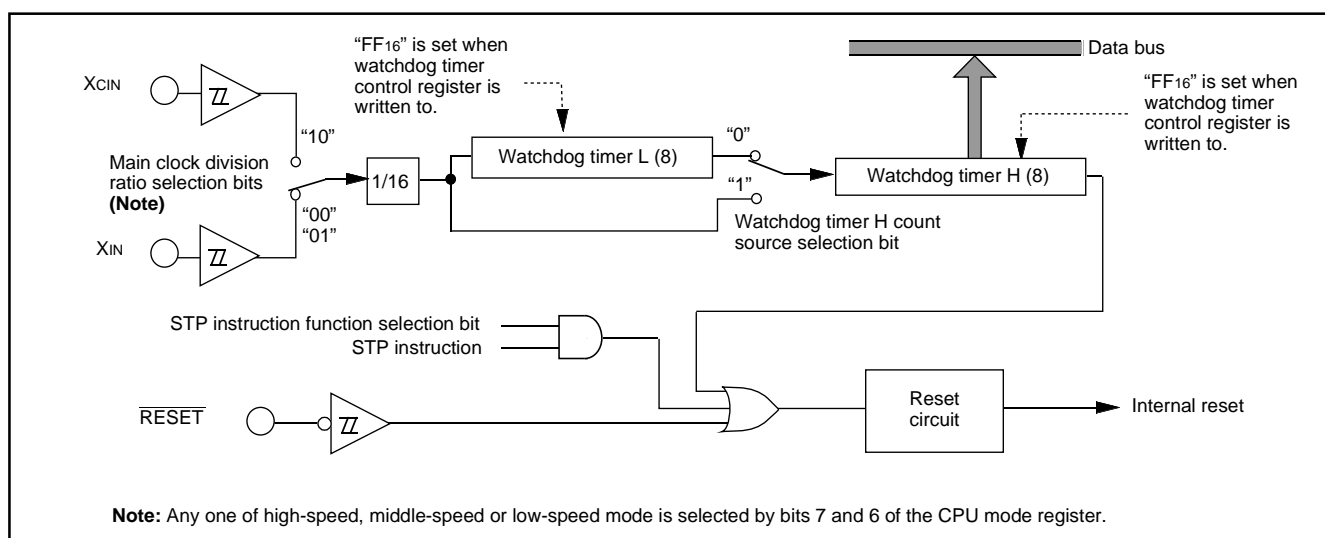 “FF16” is set when
watchdog timer
control register is
written to.
Data bus
“FF16” is set when
watchdog timer
control register is
written to.
XCIN
“10”
Main clock division
ratio selection bits
(Note)
“00”
“01”
XIN
1/16
Watchdog timer L (8)
“0”
“1”
Watchdog timer H count
source selection bit
Watchdog timer H (8)
STP instruction function selection bit
STP instruction
RESET
Reset
circuit
Internal reset
Note: Any one of high-speed, middle-speed or low-speed mode is selected by bits 7 and 6 of the CPU mode register.